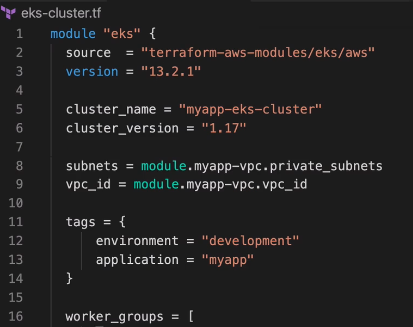 eks-cluster.tf
1 module "eks" {
2 source = "terraform-aws-modules/eks/aws"
3 version = "13.2.1"
4
5 cluster_name = "myapp-eks-cluster"
6 cluster_version = "1.17"
7
8 subnets = module.myapp-vpc.private_subnets
9 vpc_id = module.myapp-vpc.vpc_id
10
11 tags = {
12 environment = "development"
13 application = "myapp"
14 }
15
16 worker_groups = [